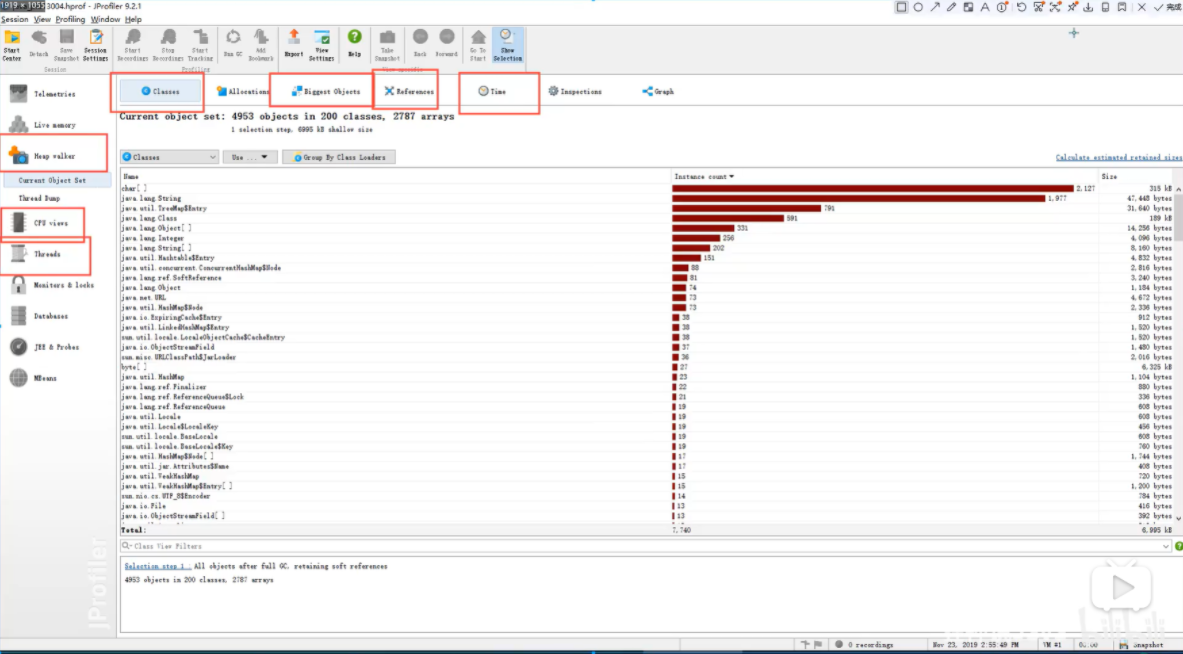 1919 × 1055 3004.hprof - JProfiler 9.2.1
完成
Session View Profiling Window Help
Start Center
Detach
Save Snapshot
Session Settings
Start Recordings
Stop Recordings
Start Tracking
Run GC
Add Bookmark
Export
View Settings
Help
Take Snapshot
Back
Forward
Go To Start
Show Selection
Session
Profiling
View specific
Telemetries
Live memory
Heap walker
Current Object Set
Thread Dump
CPU views
Threads
Monitors & locks
Databases
JEE & Probes
MBeans
JProfiler
Classes
Allocations
Biggest Objects
References
Time
Inspections
Graph
Current object set: 4953 objects in 200 classes, 2787 arrays
1 selection step, 6995 kB shallow size
Classes
Use ...
Group By Class Loaders
Calculate estimated retained sizes
Name Instance count Size
char[ ] 2,127 315 kB
java.lang.String 1,977 47,448 bytes
java.util.TreeMap$Entry 791 31,640 bytes
java.lang.Class 591 189 kB
java.lang.Object[ ] 331 14,256 bytes
java.lang.Integer 256 4,096 bytes
java.lang.String[ ] 202 8,160 bytes
java.util.Hashtable$Entry 151 4,832 bytes
java.util.concurrent.ConcurrentHashMap$Node 88 2,816 bytes
java.lang.ref.SoftReference 81 3,240 bytes
java.lang.Object 74 1,184 bytes
java.net.URL 73 4,672 bytes
java.util.HashMap$Node 73 2,336 bytes
java.io.ExpiringCache$Entry 38 912 bytes
java.util.LinkedHashMap$Entry 38 1,520 bytes
sun.util.locale.LocaleObjectCache$CacheEntry 38 1,520 bytes
java.io.ObjectStreamField 37 1,480 bytes
sun.misc.URLClassPath$JarLoader 36 2,016 bytes
byte[ ] 27 6,325 kB
java.util.HashMap 23 1,104 bytes
java.lang.ref.Finalizer 22 880 bytes
java.lang.ref.ReferenceQueue$Lock 21 336 bytes
java.lang.ref.ReferenceQueue 19 608 bytes
java.util.Locale 19 608 bytes
java.util.Locale$LocaleKey 19 456 bytes
sun.util.locale.BaseLocale 19 608 bytes
sun.util.locale.BaseLocale$Key 19 760 bytes
java.util.HashMap$Node[ ] 17 1,744 bytes
java.util.jar.Attributes$Name 17 408 bytes
java.util.WeakHashMap 15 720 bytes
java.util.WeakHashMap$Entry[ ] 15 1,200 bytes
sun.nio.cs.UTF_8$Encoder 14 784 bytes
java.io.File 13 416 bytes
java.io.ObjectStreamField[ ] 13 392 bytes
Total: 7,740 6,995 kB
Class View Filters
Selection step 1 : All objects after full GC, retaining soft references
4953 objects in 200 classes, 2787 arrays
bilibili
0 recordings
Nov 23, 2019 2:55:49 PM
VM #1
00:00
Snapshot